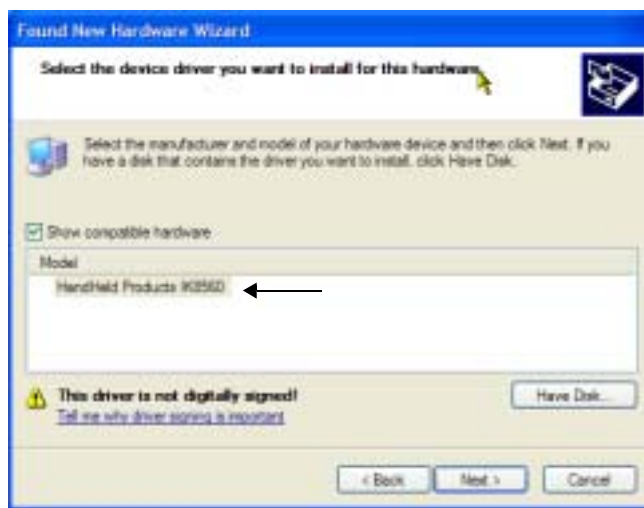 Found New Hardware Wizard
Select the device driver you want to install for this hardware.
Select the manufacturer and model of your hardware device and then click Next. If you
have a disk that contains the driver you want to install, click Have Disk.
Show compatible hardware
Model
HandHeld Products
This driver is not digitally signed!
Have Disk...
Tell me why driver signing is important
< Back
Next >
Cancel